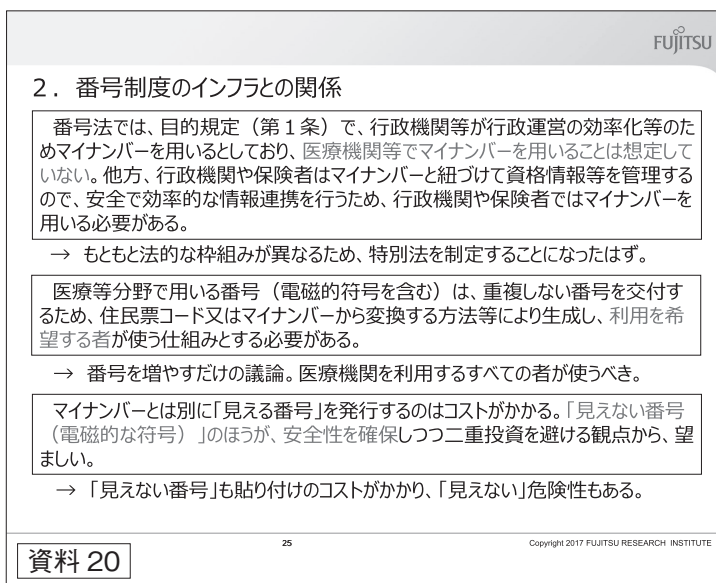 FUJITSU
2．番号制度のインフラとの関係
番号法では、目的規定（第１条）で、行政機関等が行政運営の効率化等のた
めマイナンバーを用いるとしており、医療機関等でマイナンバーを用いることは想定して
いない。他方、行政機関や保険者はマイナンバーと紐づけて資格情報等を管理する
ので、安全で効率的な情報連携を行うため、行政機関や保険者ではマイナンバーを
用いる必要がある。
→ もともと法的な枠組みが異なるため、特別法を制定することになったはず。
医療等分野で用いる番号（電磁的符号を含む）は、重複しない番号を交付す
るため、住民票コード又はマイナンバーから変換する方法等により生成し、利用を希
望する者が使う仕組みとする必要がある。
→ 番号を増やすだけの議論。医療機関を利用するすべての者が使うべき。
マイナンバーとは別に「見える番号」を発行するのはコストがかかる。「見えない番号
（電磁的な符号）」のほうが、安全性を確保しつつ二重投資を避ける観点から、望
ましい。
→ 「見えない番号」も貼り付けのコストがかかり、「見えない」危険性もある。
25
Copyright 2017 FUJITSU RESEARCH INSTITUTE
資料 20